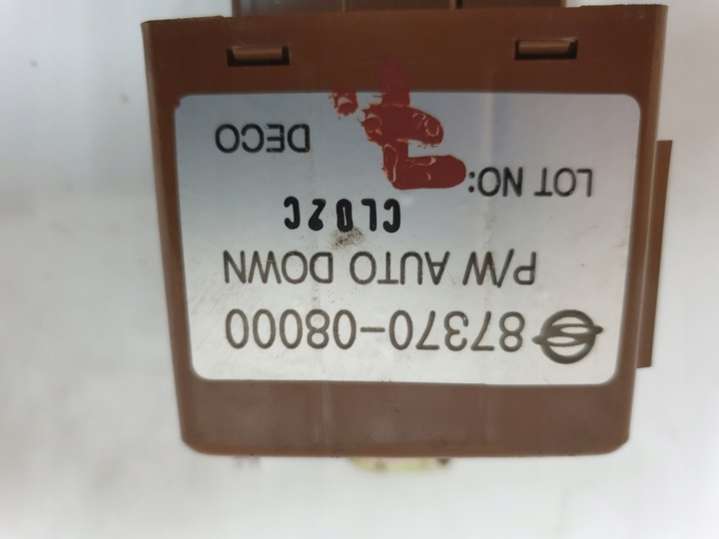 87370-08000
P/W AUTO DOWN
CL02C
LOT NO:
DECO